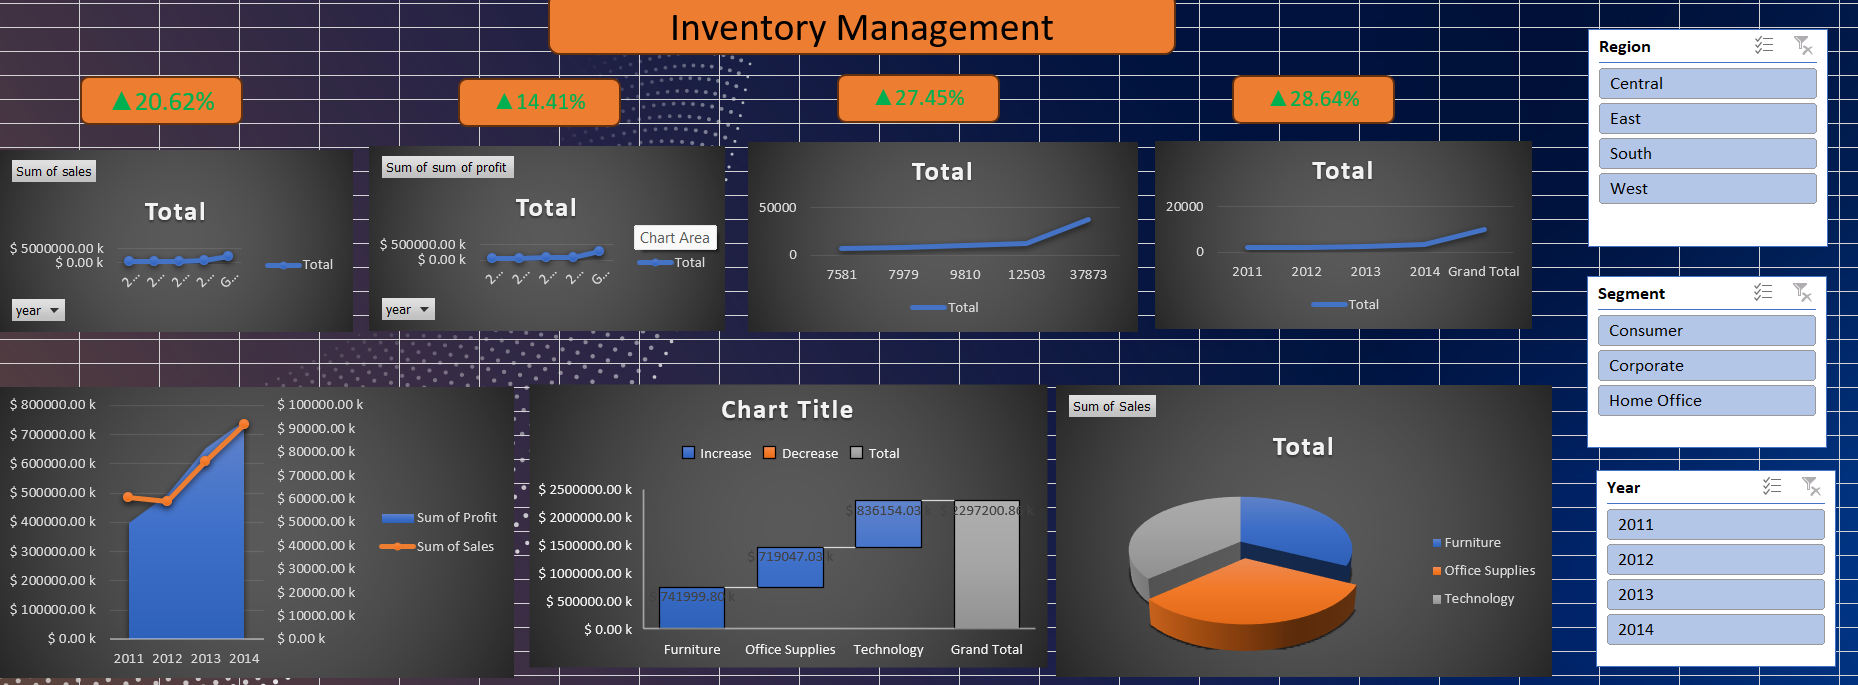 Inventory Management
▲20.62%
▲14.41%
▲27.45%
▲28.64%
Sum of sales
Total
$ 5000000.00 k
$ 0.00 k
2... 2... 2... 2... G...
Total
year
Sum of sum of profit
Total
$ 500000.00 k
$ 0.00 k
2... 2... 2... 2... G...
Chart Area
Total
year
Total
50000
0
7581 7979 9810 12503 37873
Total
Total
20000
0
2011 2012 2013 2014 Grand Total
Total
$ 800000.00 k
$ 700000.00 k
$ 600000.00 k
$ 500000.00 k
$ 400000.00 k
$ 300000.00 k
$ 200000.00 k
$ 100000.00 k
$ 0.00 k
$ 100000.00 k
$ 90000.00 k
$ 80000.00 k
$ 70000.00 k
$ 60000.00 k
$ 50000.00 k
$ 40000.00 k
$ 30000.00 k
$ 20000.00 k
$ 10000.00 k
$ 0.00 k
2011 2012 2013 2014
Sum of Profit
Sum of Sales
Chart Title
Increase Decrease Total
$ 2500000.00 k
$ 2000000.00 k
$ 1500000.00 k
$ 1000000.00 k
$ 500000.00 k
$ 0.00 k
$ 741999.80 k
$ 719047.03 k
$ 836154.03 k
$ 2297200.86 k
Furniture Office Supplies Technology Grand Total
Sum of Sales
Total
Furniture
Office Supplies
Technology
Region
Central
East
South
West
Segment
Consumer
Corporate
Home Office
Year
2011
2012
2013
2014